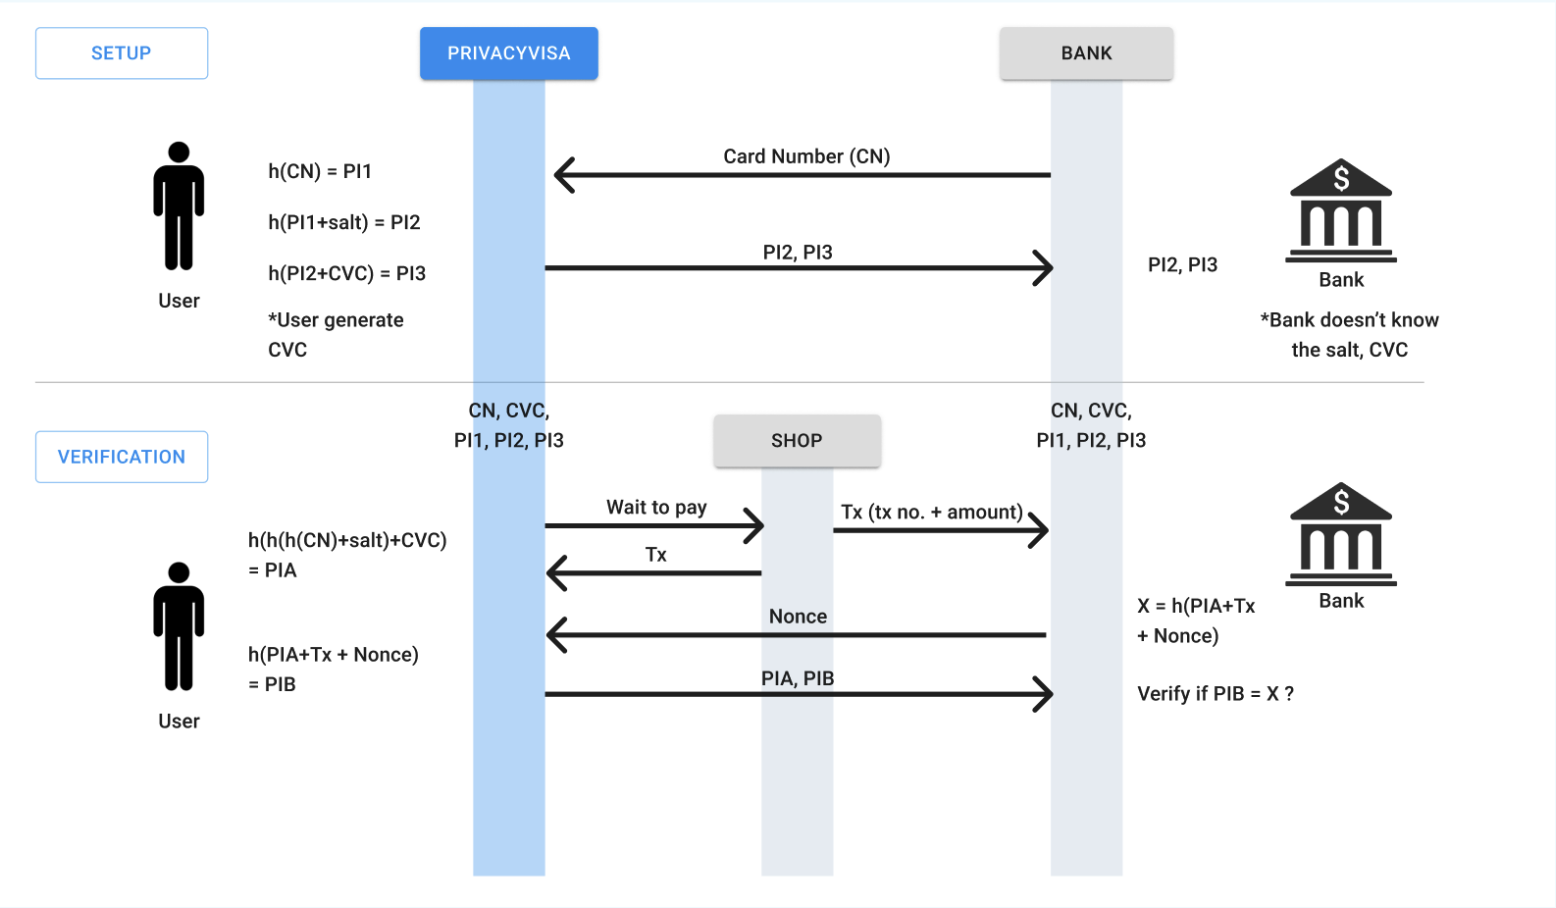 SETUP
PRIVACYVISA
BANK
h(CN) = PI1
h(PI1+salt) = PI2
h(PI2+CVC) = PI3
*User generate
CVC
User
Card Number (CN)
PI2, PI3
PI2, PI3
$
Bank
*Bank doesn’t know
the salt, CVC
VERIFICATION
CN, CVC,
PI1, PI2, PI3
SHOP
CN, CVC,
PI1, PI2, PI3
h(h(h(CN)+salt)+CVC)
= PIA
h(PIA+Tx + Nonce)
= PIB
User
Wait to pay
Tx (tx no. + amount)
Tx
Nonce
PIA, PIB
$
Bank
X = h(PIA+Tx
+ Nonce)
Verify if PIB = X ?